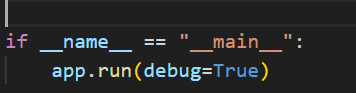 if __name__ == "__main__":
    app.run(debug=True)